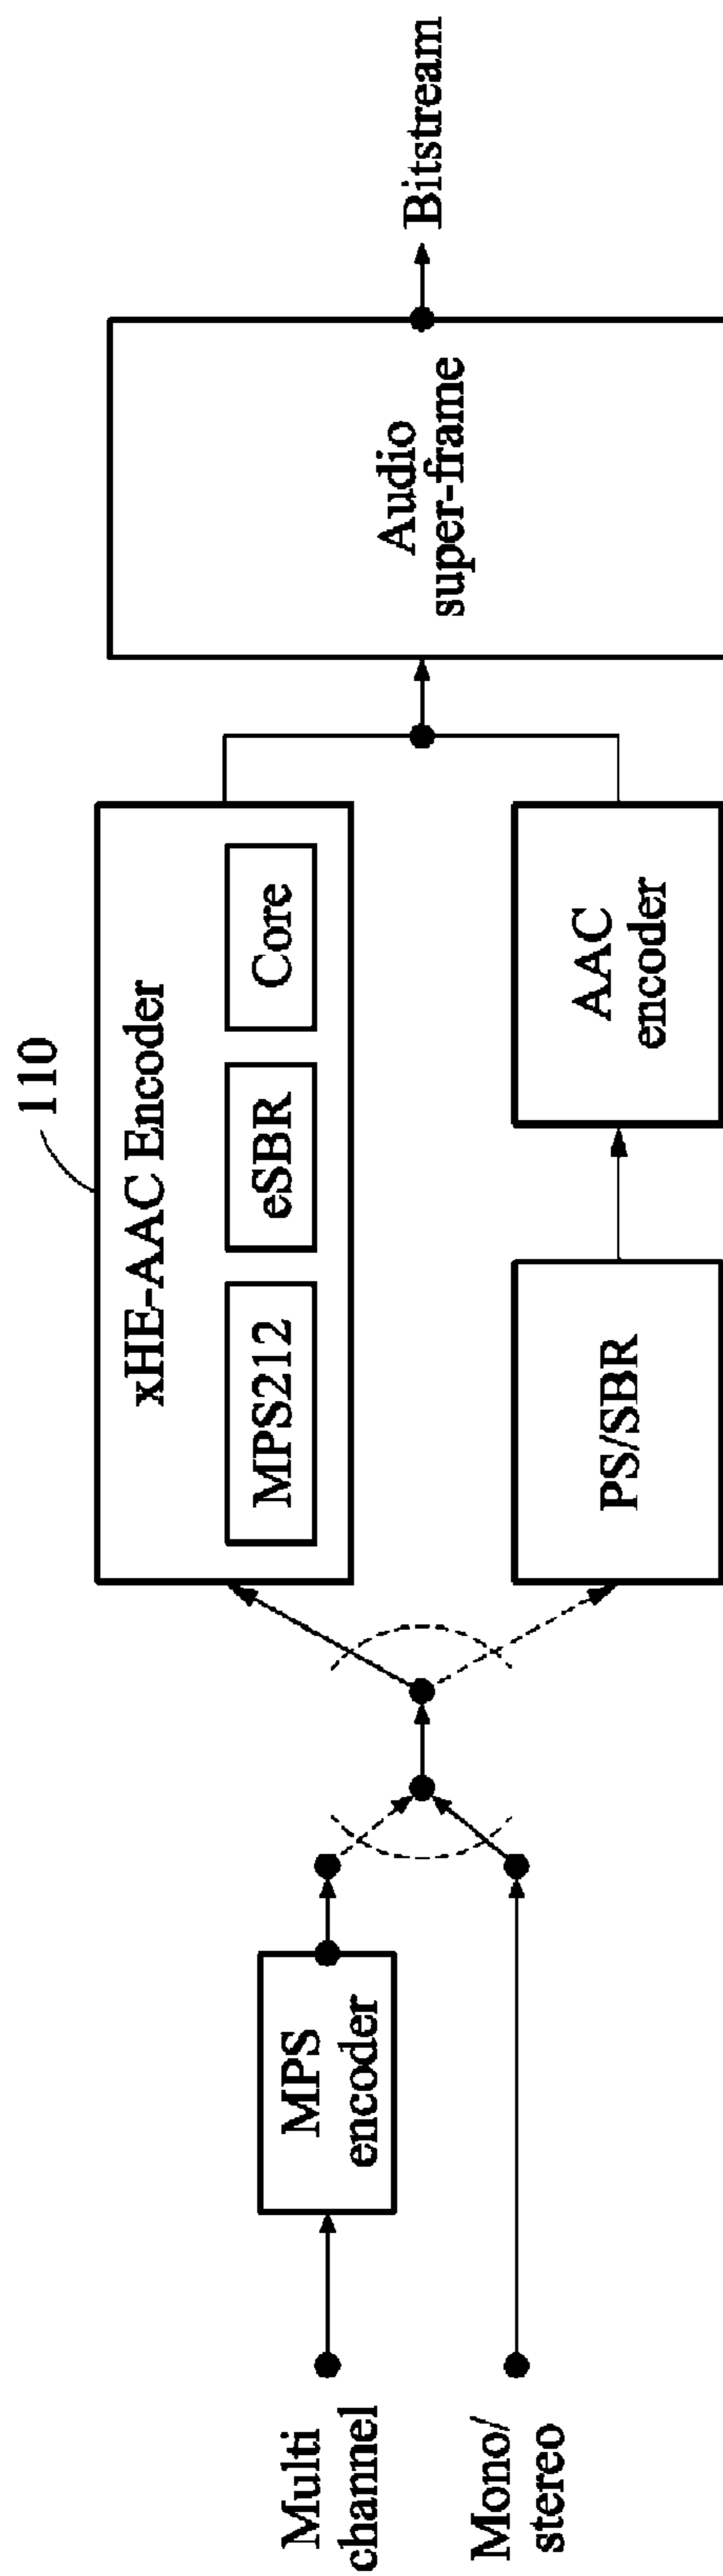 Multi
channel
Mono/
stereo
MPS
encoder
110
xHE-AAC Encoder
MPS212
eSBR
Core
PS/SBR
AAC
encoder
Audio
super-frame
Bitstream